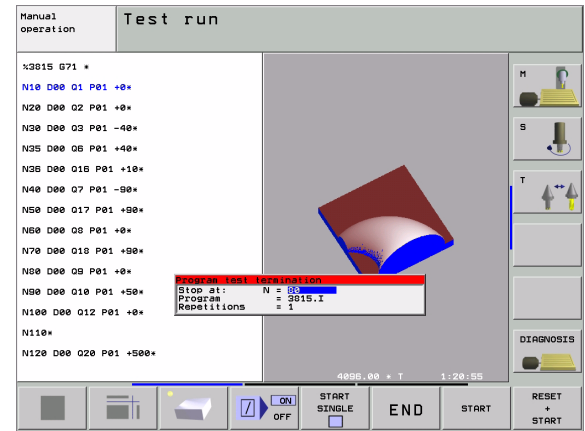 Manual
operation
Test run
%3815 G71 *
N10 D00 Q1 P01 +0*
N20 D00 Q2 P01 +0*
N30 D00 Q3 P01 -40*
N35 D00 Q6 P01 +40*
N36 D00 Q16 P01 +10*
N40 D00 Q7 P01 -90*
N50 D00 Q17 P01 +90*
N60 D00 Q8 P01 +0*
N70 D00 Q18 P01 +90*
N80 D00 Q9 P01 +0*
N90 D00 Q10 P01 +50*
N100 D00 Q12 P01 +0*
N110*
N120 D00 Q20 P01 +500*
Program test termination
Stop at: N = 80
Program = 3815.I
Repetitions = 1
4096.00 * T 1:20:55
M
S
T
DIAGNOSIS
ON
OFF
START
SINGLE
END
START
RESET
+
START